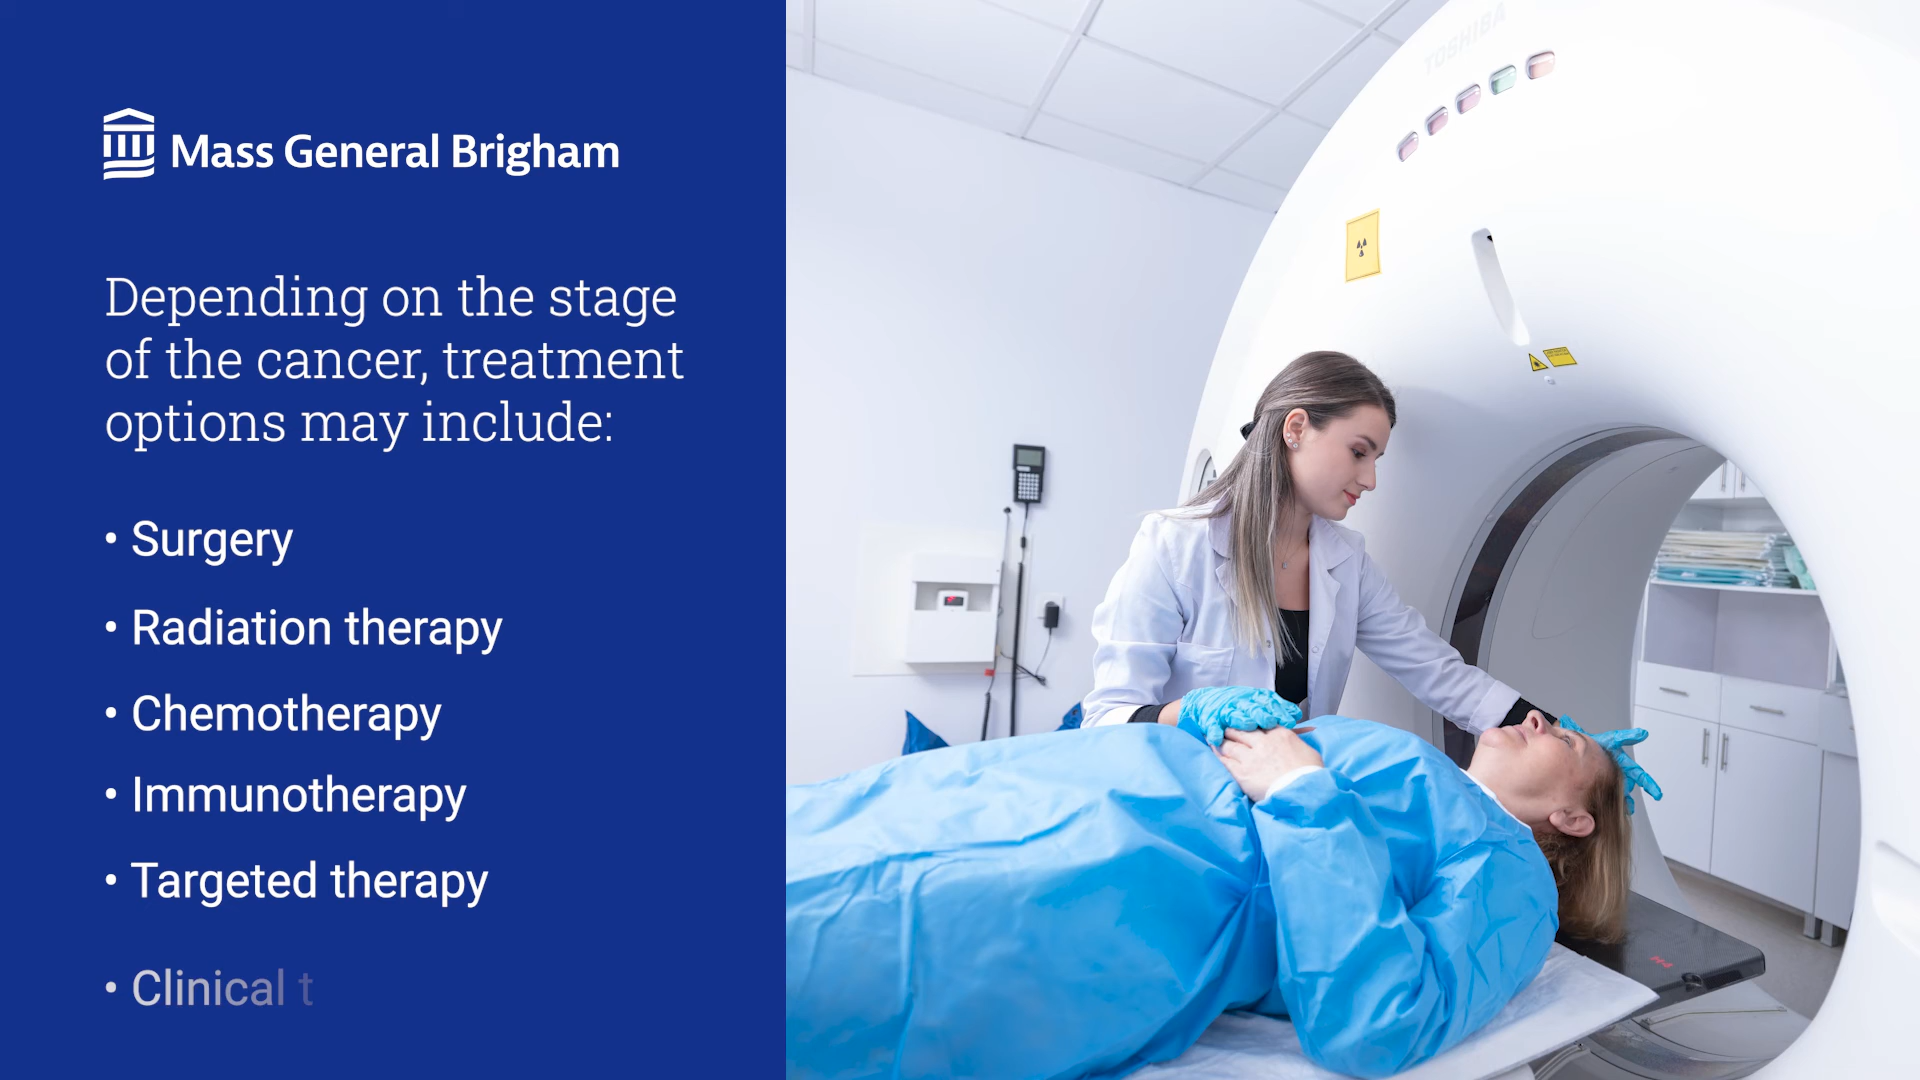 Mass General Brigham
Depending on the stage
of the cancer, treatment
options may include:
• Surgery
• Radiation therapy
• Chemotherapy
• Immunotherapy
• Targeted therapy
• Clinical t
TOSHIBA